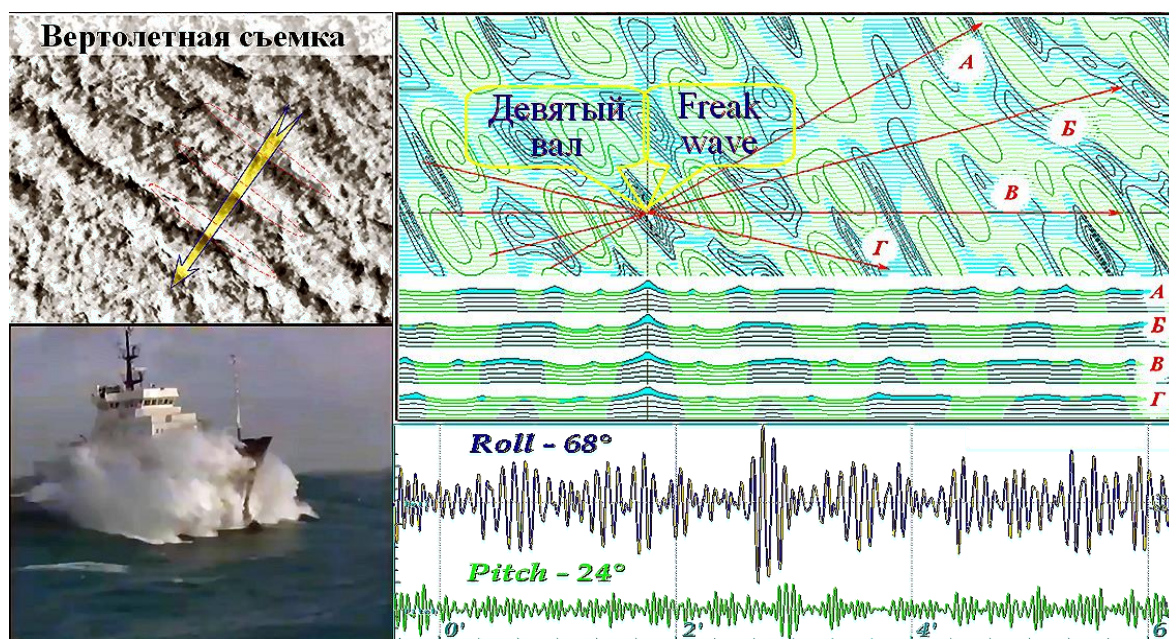 Вертолетная съемка
Девятый вал
Freak wave
А
Б
В
Г
А
Б
В
Г
Roll - 68°
Pitch - 24°
0'
2'
4'
6